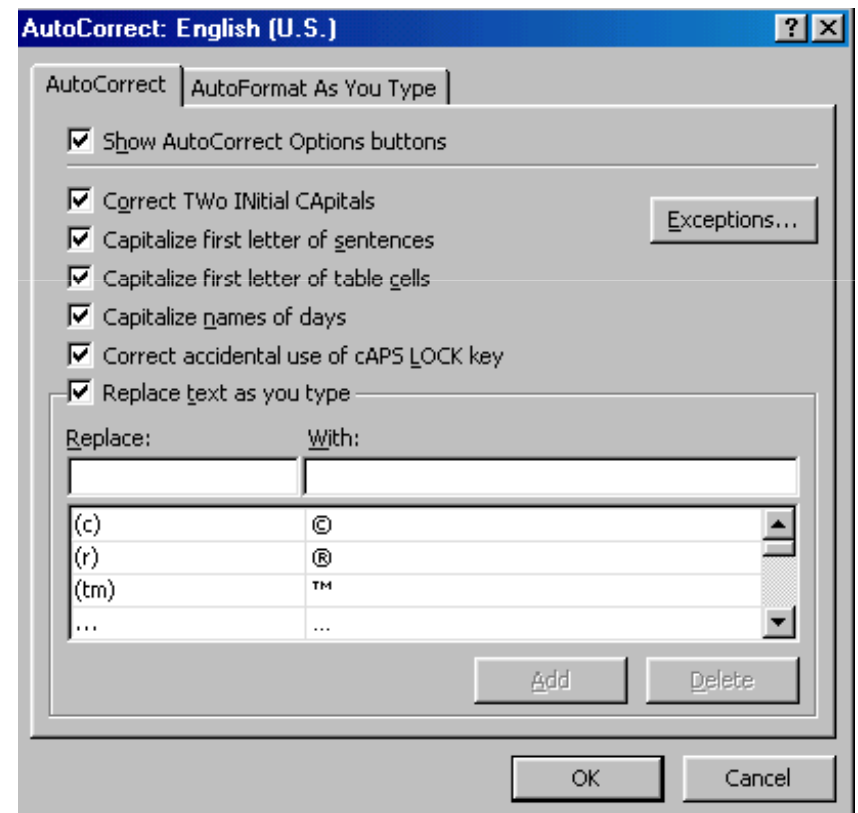 AutoCorrect: English (U.S.)
AutoCorrect AutoFormat As You Type
Show AutoCorrect Options buttons
Correct TWo INitial CApitals
Exceptions...
Capitalize first letter of sentences
Capitalize first letter of table cells
Capitalize names of days
Correct accidental use of cAPS LOCK key
Replace text as you type
Replace: With:
(c) ©
(r) ®
(tm) ™
... …
Add Delete
OK Cancel